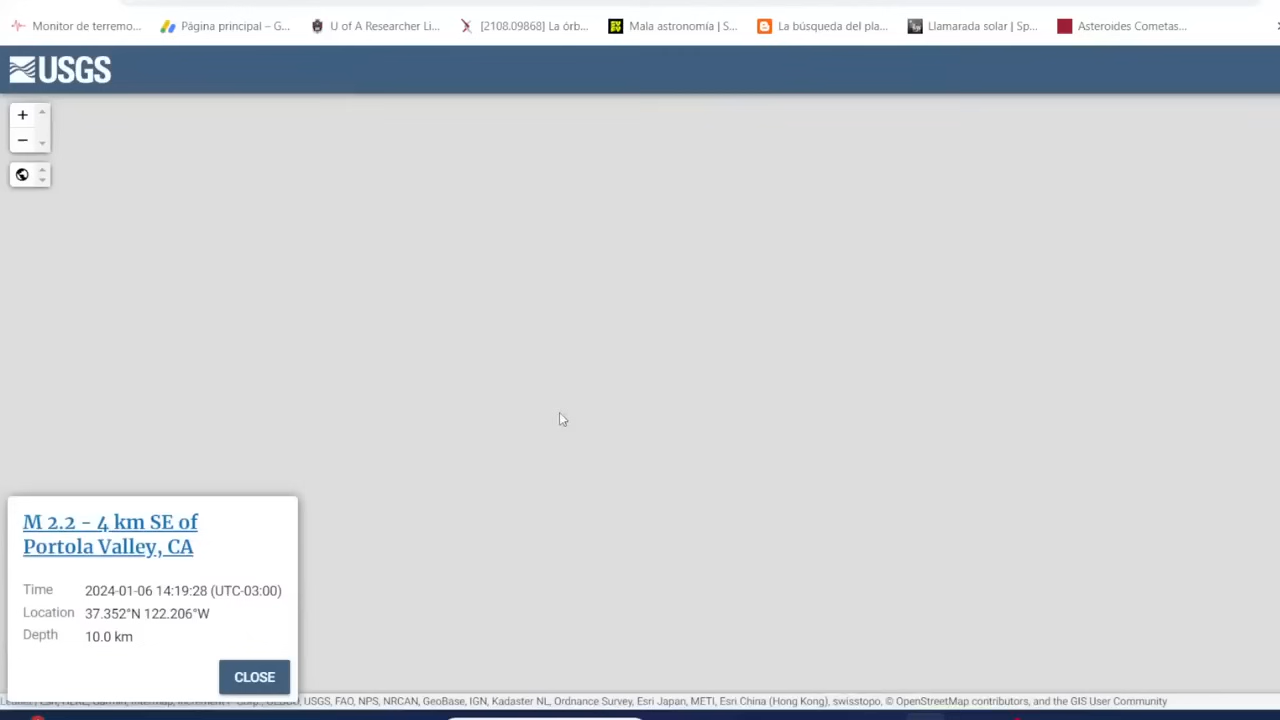 Monitor de terremo... Página principal – G... U of A Researcher Li... [2108.09868] La órb... Mala astronomía | S... La búsqueda del pla... Llamarada solar | Sp... Asteroides Cometas...
USGS
+
−
M 2.2 - 4 km SE of
Portola Valley, CA
Time 2024-01-06 14:19:28 (UTC-03:00)
Location 37.352°N 122.206°W
Depth 10.0 km
CLOSE
USGS, FAO, NPS, NRCAN, GeoBase, IGN, Kadaster NL, Ordnance Survey, Esri Japan, METI, Esri China (Hong Kong), swisstopo, © OpenStreetMap contributors, and the GIS User Community